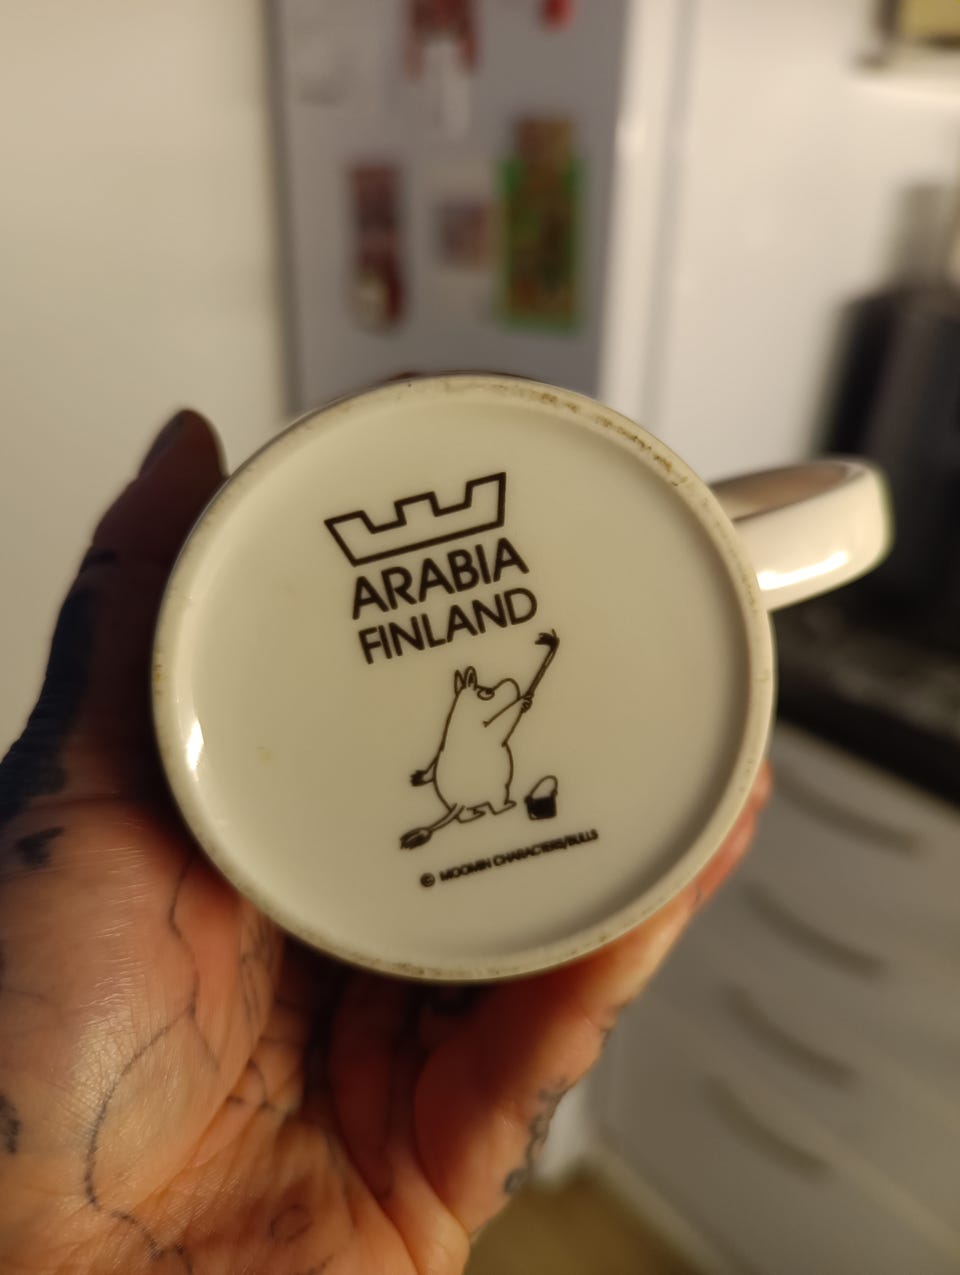 ARABIA
FINLAND
© MOOMIN CHARACTERS/BULLS